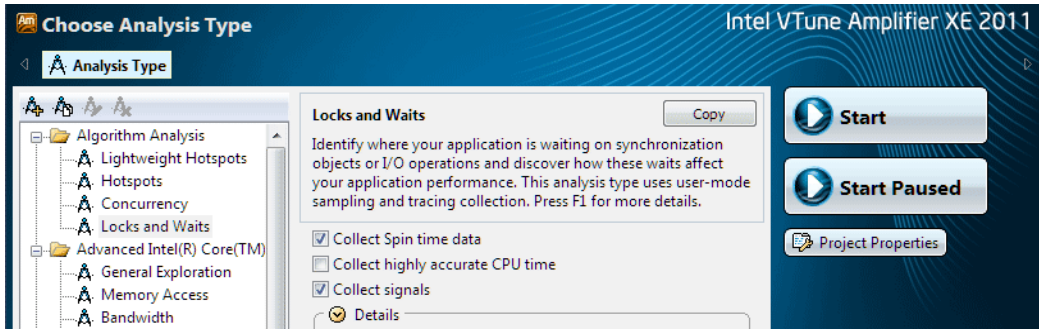 Choose Analysis Type
Intel VTune Amplifier XE 2011
Analysis Type
Algorithm Analysis
Lightweight Hotspots
Hotspots
Concurrency
Locks and Waits
Advanced Intel(R) Core(TM)
General Exploration
Memory Access
Bandwidth
Locks and Waits
Copy
Identify where your application is waiting on synchronization
objects or I/O operations and discover how these waits affect
your application performance. This analysis type uses user-mode
sampling and tracing collection. Press F1 for more details.
Collect Spin time data
Collect highly accurate CPU time
Collect signals
Details
Start
Start Paused
Project Properties